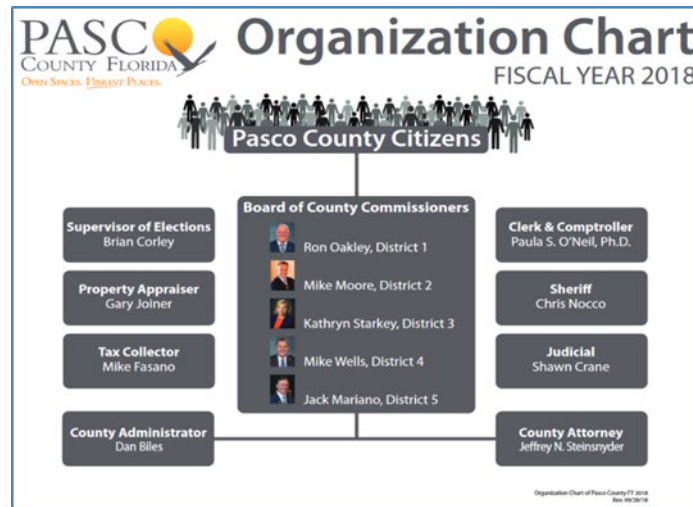 PASCO
COUNTY FLORIDA
OPEN SPACES. VIBRANT PLACES.
Organization Chart
FISCAL YEAR 2018
Pasco County Citizens
Board of County Commissioners
Ron Oakley, District 1
Mike Moore, District 2
Kathryn Starkey, District 3
Mike Wells, District 4
Jack Mariano, District 5
Supervisor of Elections
Brian Corley
Property Appraiser
Gary Joiner
Tax Collector
Mike Fasano
Clerk & Comptroller
Paula S. O'Neil, Ph.D.
Sheriff
Chris Nocco
Judicial
Shawn Crane
County Administrator
Dan Biles
County Attorney
Jeffrey N. Steinsnyder
Organization Chart of Pasco County FY 2018
Rev. 09/28/18